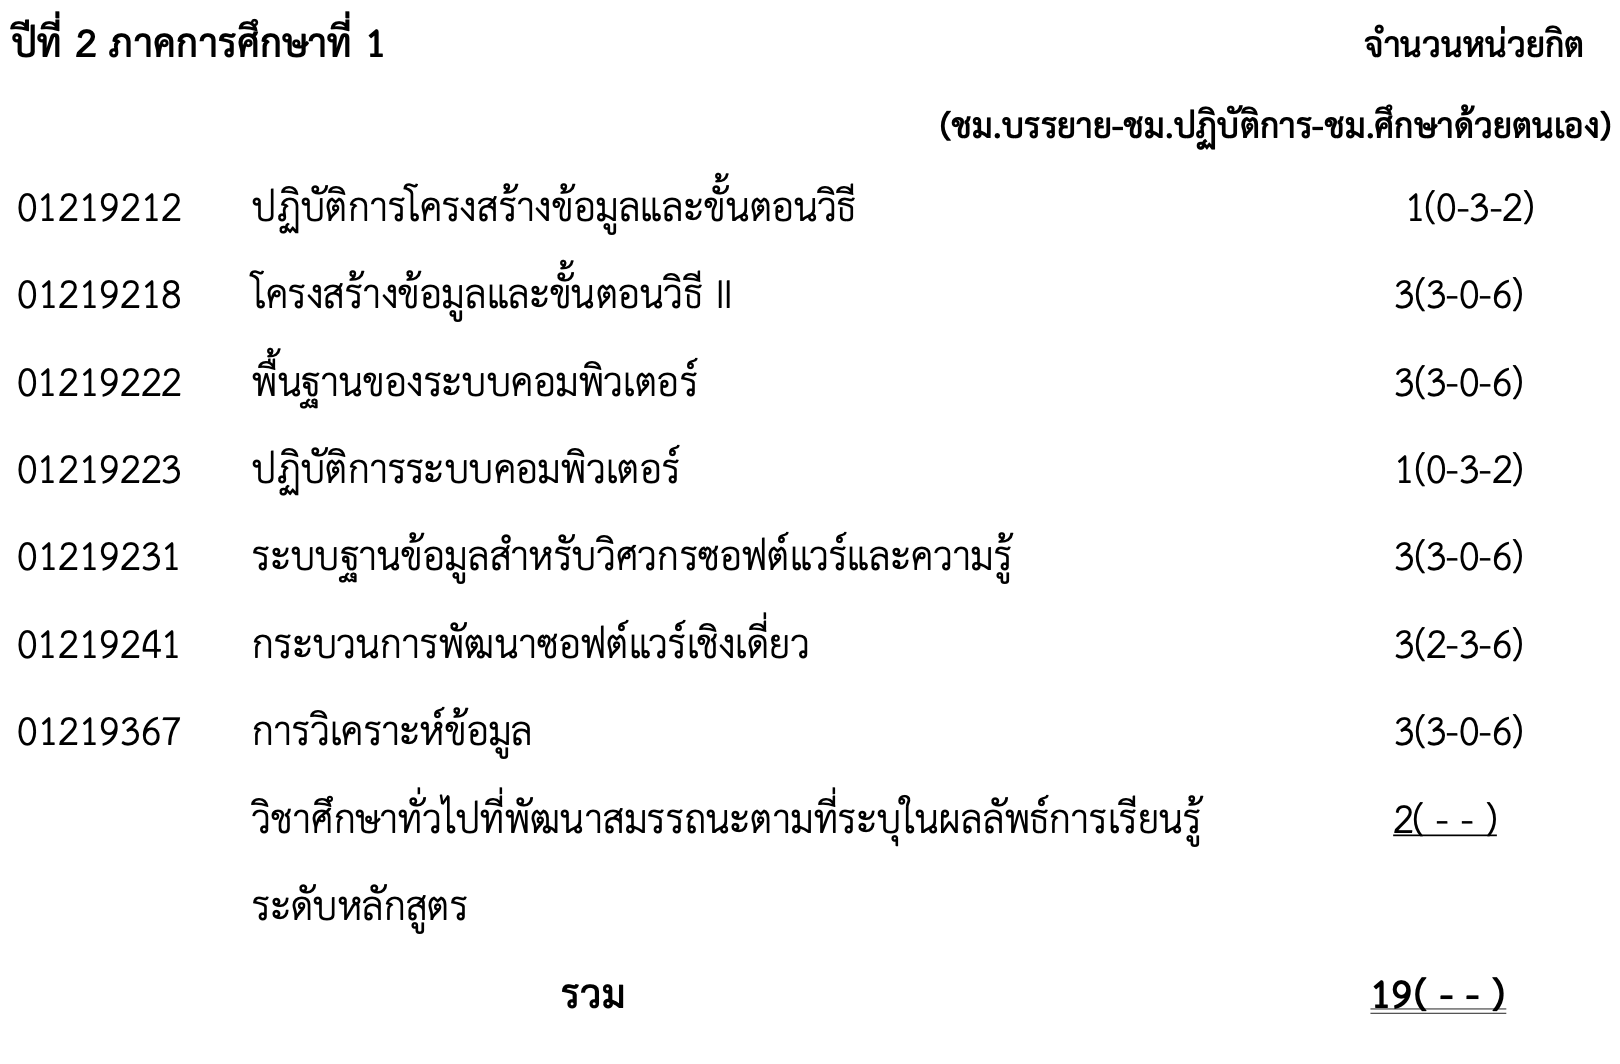 ปีที่ 2 ภาคการศึกษาที่ 1 จำนวนหน่วยกิต
(ชม.บรรยาย-ชม.ปฏิบัติการ-ชม.ศึกษาด้วยตนเอง)
01219212 ปฏิบัติการโครงสร้างข้อมูลและขั้นตอนวิธี 1(0-3-2)
01219218 โครงสร้างข้อมูลและขั้นตอนวิธี II 3(3-0-6)
01219222 พื้นฐานของระบบคอมพิวเตอร์ 3(3-0-6)
01219223 ปฏิบัติการระบบคอมพิวเตอร์ 1(0-3-2)
01219231 ระบบฐานข้อมูลสำหรับวิศวกรซอฟต์แวร์และความรู้ 3(3-0-6)
01219241 กระบวนการพัฒนาซอฟต์แวร์เชิงเดี่ยว 3(2-3-6)
01219367 การวิเคราะห์ข้อมูล 3(3-0-6)
วิชาศึกษาทั่วไปที่พัฒนาสมรรถนะตามที่ระบุในผลลัพธ์การเรียนรู้ 2( - - )
ระดับหลักสูตร
รวม 19( - - )